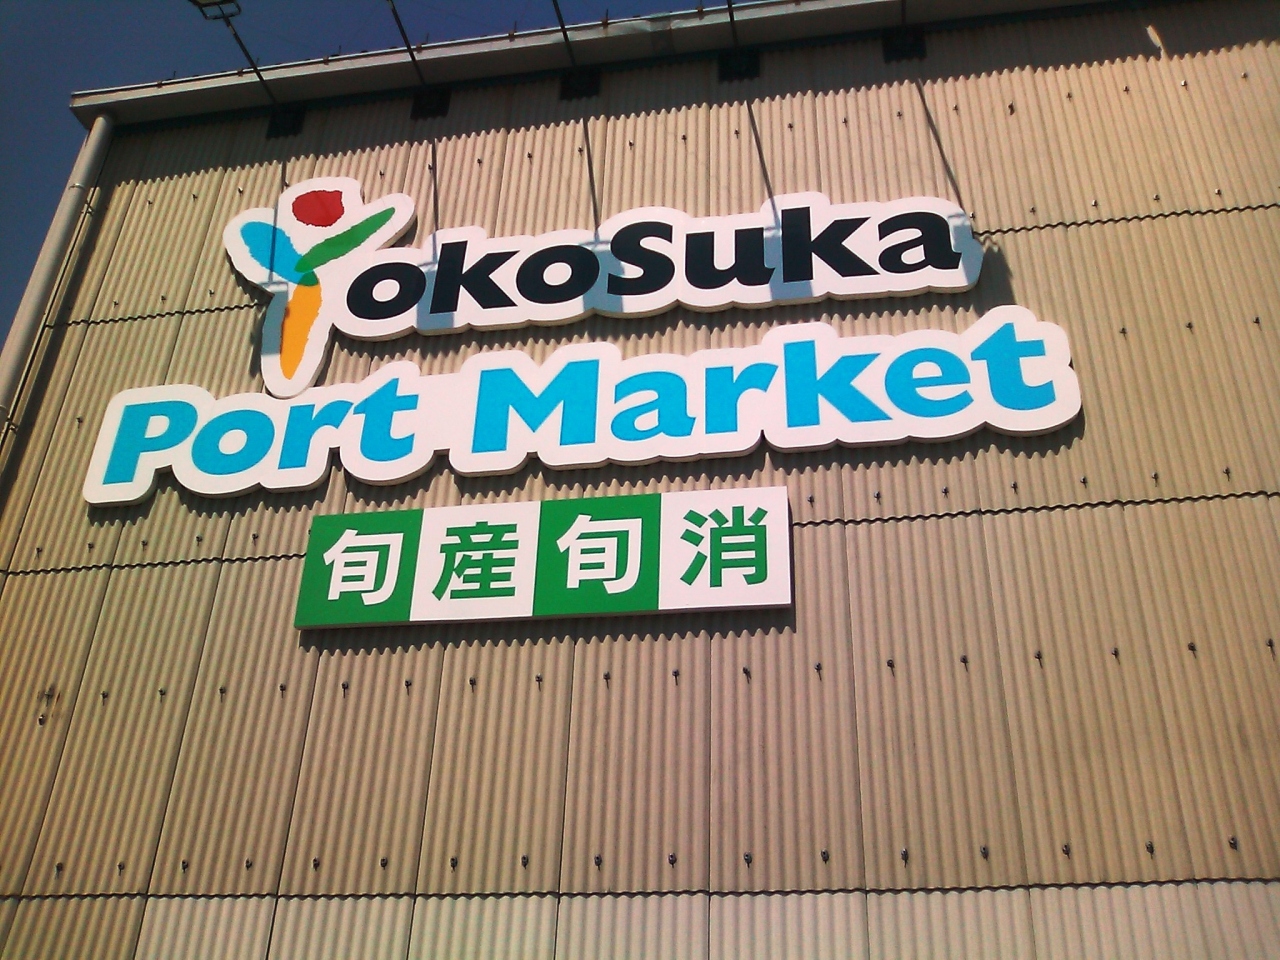 Yokosuka
Port Market
旬産旬消